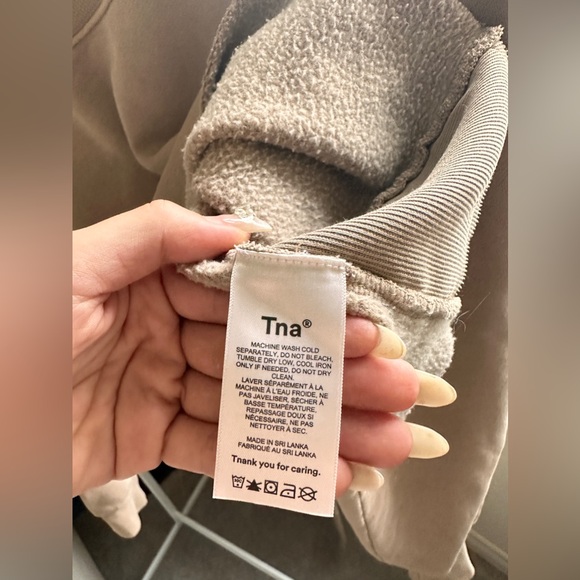 Tna®
MACHINE WASH COLD
SEPARATELY, DO NOT BLEACH,
TUMBLE DRY LOW, COOL IRON
ONLY IF NEEDED, DO NOT DRY
CLEAN.
LAVER SÉPARÉMENT À LA
MACHINE À L'EAU FROIDE, NE
PAS JAVELISER, SÉCHER À
BASSE TEMPÉRATURE,
REPASSAGE DOUX SI
NÉCESSAIRE, NE PAS
NETTOYER À SEC.
MADE IN SRI LANKA
FABRIQUÉ AU SRI LANKA
Tnank you for caring.